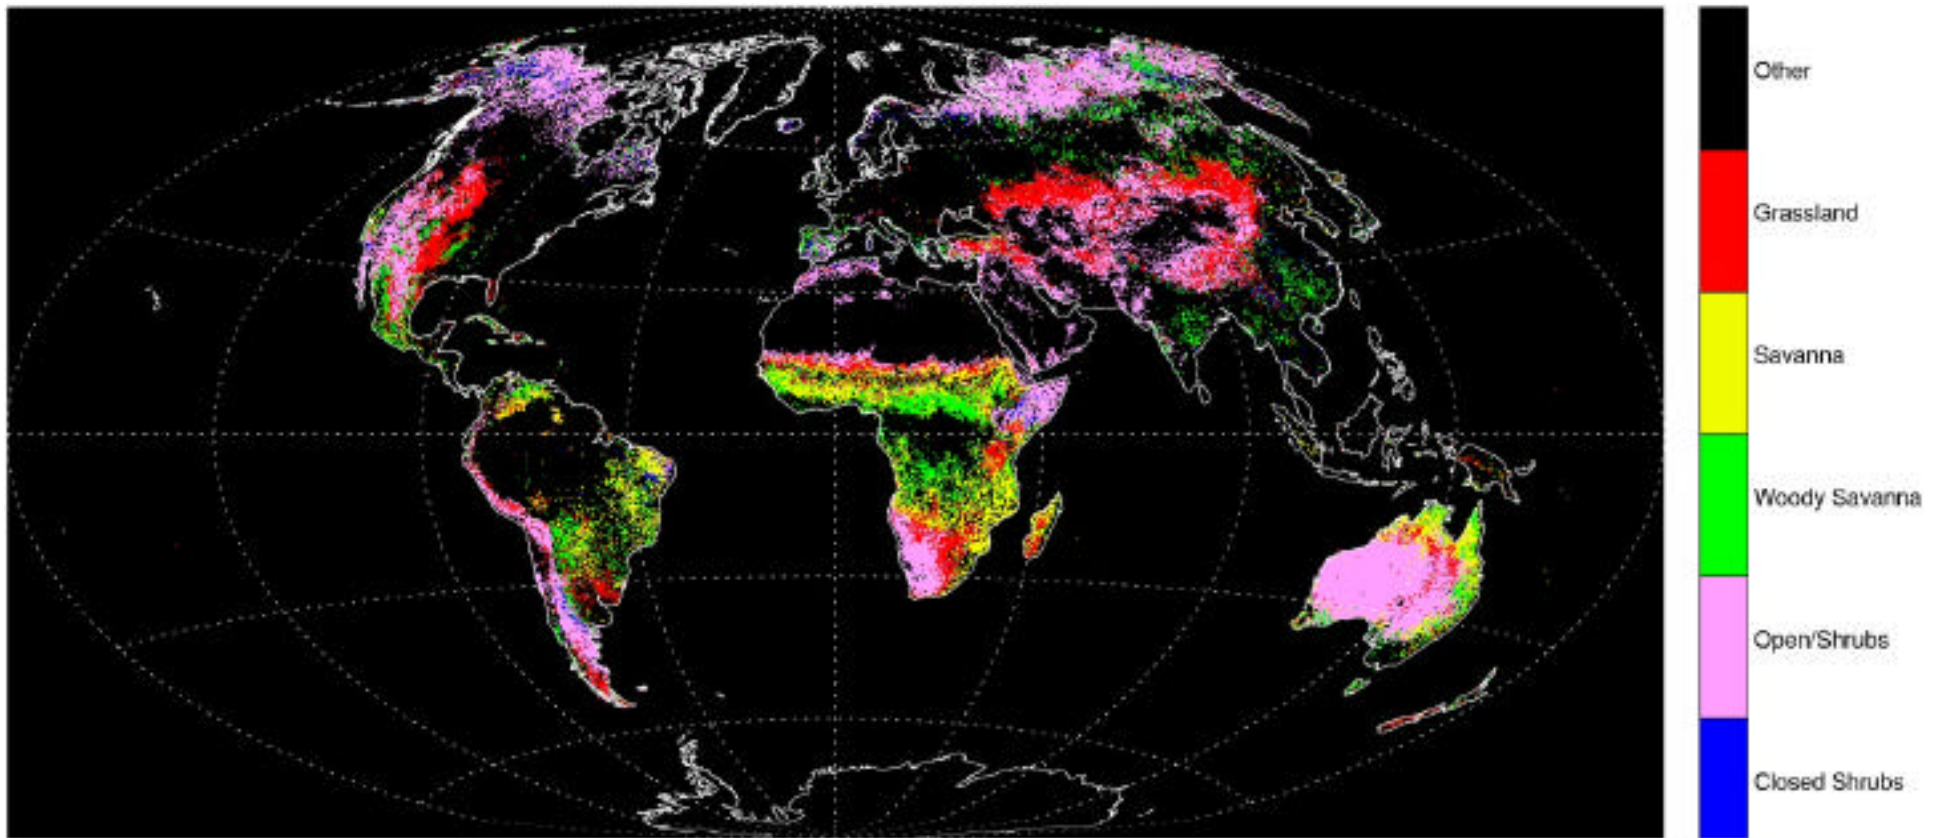 Other
Grassland
Savanna
Woody Savanna
Open/Shrubs
Closed Shrubs